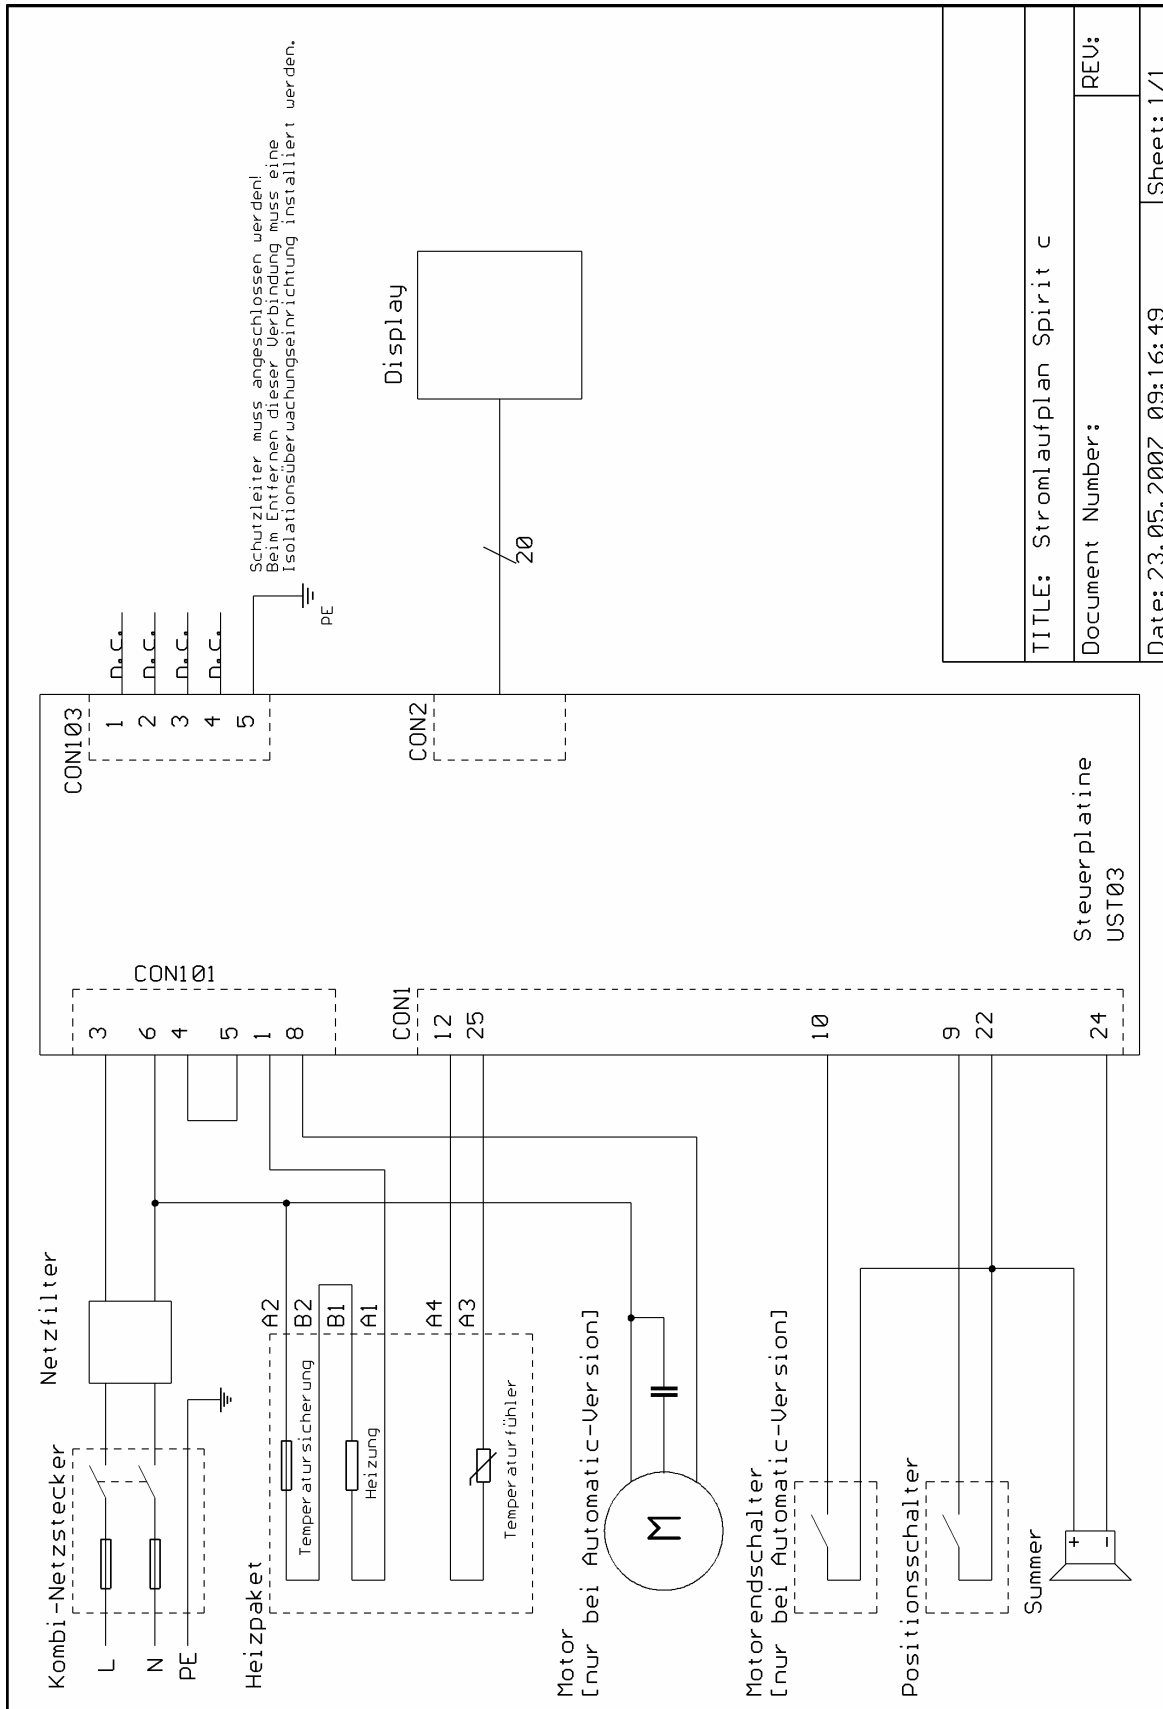 Kombi-Netzstecker
L
N
PE
Netzfilter
CON101
3
6
4
5
1
8
CON103
1 n.c.
2 n.c.
3 n.c.
4 n.c.
5
PE
Schutzleiter muss angeschlossen werden!
Beim Entfernen dieser Verbindung muss eine
Isolationsüberwachungseinrichtung installiert werden.
Heizpaket
Temperatursicherung
Heizung
Temperaturfühler
A2
B2
B1
A1
A4
A3
CON1
12
25
10
9
22
24
CON2
20
Display
Motor
[nur bei Automatic-Version]
M
Motorendschalter
[nur bei Automatic-Version]
Positionsschalter
Summer
+
-
Steuerplatine
UST03
TITLE: Stromlaufplan Spirit c
Document Number:
REV:
Date: 23.05.2007 09:16:49
Sheet: 1/1